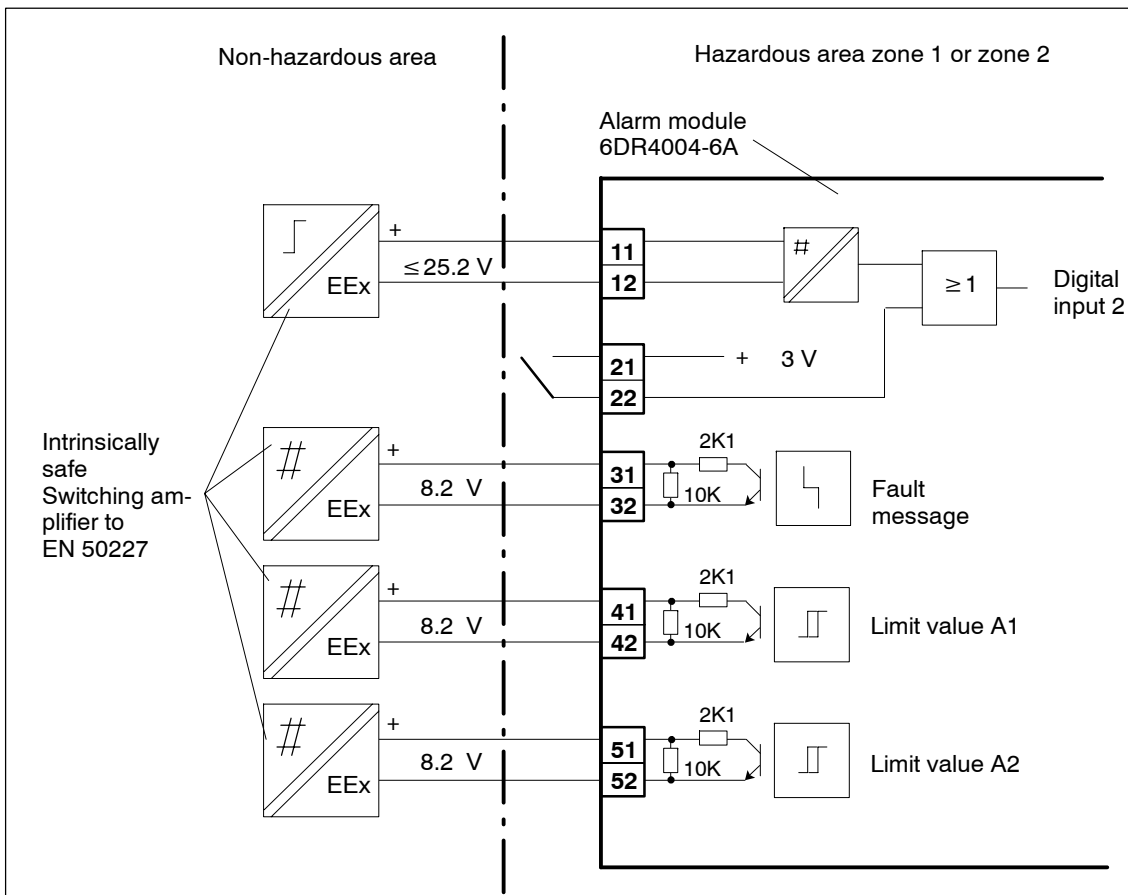 Non-hazardous area
Hazardous area zone 1 or zone 2
Alarm module
6DR4004-6A
+
≤ 25.2 V
EEx
11
12
#
≥ 1
Digital
input 2
21
22
+ 3 V
Intrinsically
safe
Switching am-
plifier to
EN 50227
#
EEx
+
8.2 V
31
32
2K1
10K
Fault
message
#
EEx
+
8.2 V
41
42
2K1
10K
Limit value A1
#
EEx
+
8.2 V
51
52
2K1
10K
Limit value A2